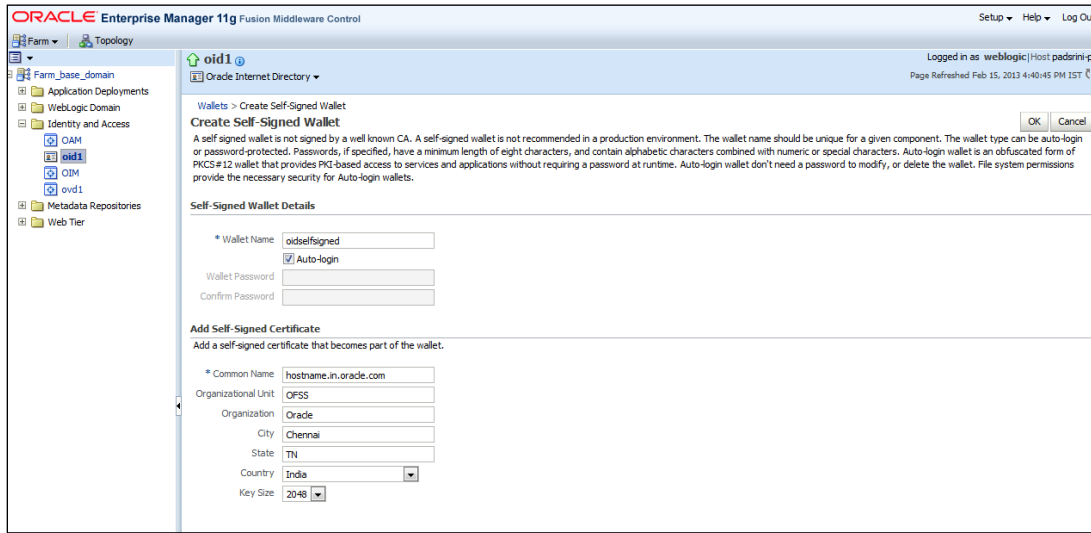 ORACLE Enterprise Manager 11g Fusion Middleware Control
Setup Help Log Ou
Farm Topology
Farm_base_domain
Application Deployments
WebLogic Domain
Identity and Access
OAM
oid1
OIM
ovd1
Metadata Repositories
Web Tier
oid1
Oracle Internet Directory
Logged in as weblogic|Host padsrini-p
Page Refreshed Feb 15, 2013 4:40:45 PM IST
Wallets > Create Self-Signed Wallet
Create Self-Signed Wallet
OK Cancel
A self signed wallet is not signed by a well known CA. A self-signed wallet is not recommended in a production environment. The wallet name should be unique for a given component. The wallet type can be auto-login
or password-protected. Passwords, if specified, have a minimum length of eight characters, and contain alphabetic characters combined with numeric or special characters. Auto-login wallet is an obfuscated form of
PKCS#12 wallet that provides PKI-based access to services and applications without requiring a password at runtime. Auto-login wallet don't need a password to modify, or delete the wallet. File system permissions
provide the necessary security for Auto-login wallets.
Self-Signed Wallet Details
* Wallet Name oidselfsigned
Auto-login
Wallet Password
Confirm Password
Add Self-Signed Certificate
Add a self-signed certificate that becomes part of the wallet.
* Common Name hostname.in.oracle.com
Organizational Unit OFSS
Organization Oracle
City Chennai
State TN
Country India
Key Size 2048